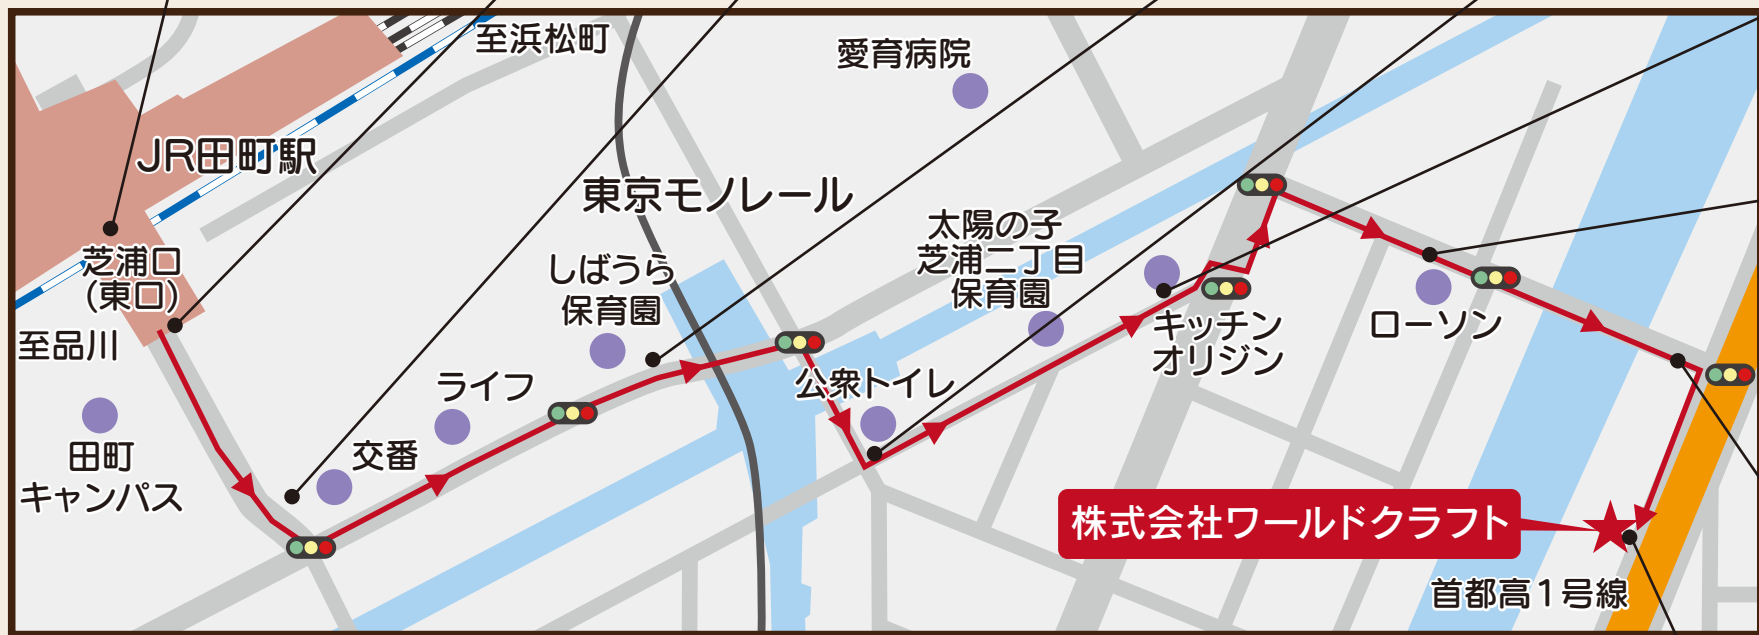 至浜松町
愛育病院
JR田町駅
東京モノレール
芝浦口
(東口)
至品川
田町
キャンパス
交番
ライフ
しばうら
保育園
公衆トイレ
太陽の子
芝浦二丁目
保育園
キッチン
オリジン
ローソン
株式会社ワールドクラフト
首都高1号線